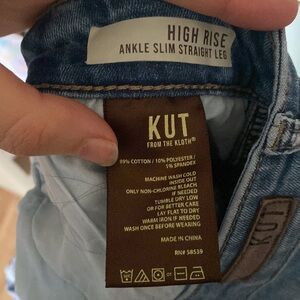 HIGH RISE
ANKLE SLIM STRAIGHT LEG
KUT
FROM THE KLOTH®
89% COTTON / 10% POLYESTER /
1% SPANDEX
MACHINE WASH COLD
INSIDE OUT
ONLY NON-CHLORINE BLEACH
IF NEEDED
TUMBLE DRY LOW
OR FOR BETTER CARE
LAY FLAT TO DRY
WARM IRON IF NEEDED
WASH ONCE BEFORE WEARING
MADE IN CHINA
RN# 58539
KUT